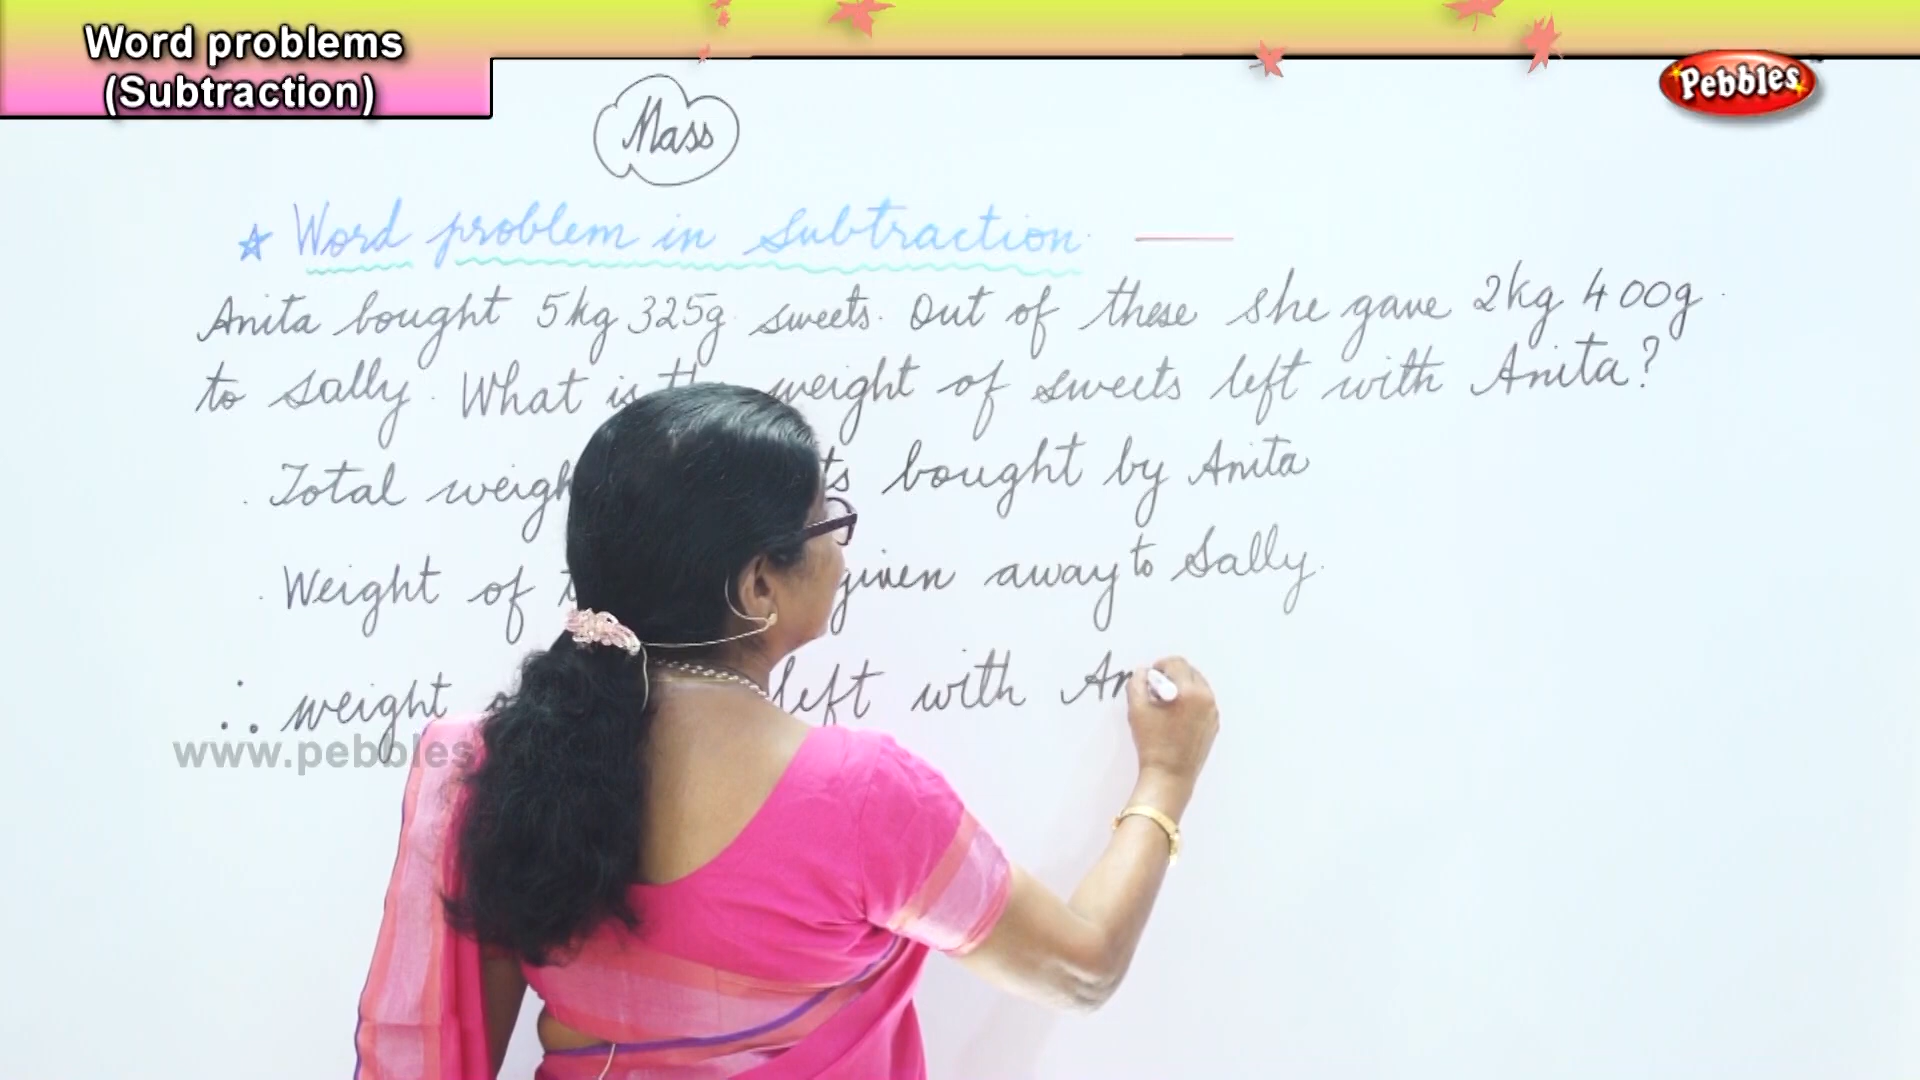 Word problems
(Subtraction)
Pebbles
Mass
Word problem in subtraction
Anita bought 5kg 325g sweets. Out of these she gave 2kg 400g
to Sally. What is weight of sweets left with Anita?
Total bought by Anita
Weight of given away to Sally.
∴ weight left with An
www.pebbles